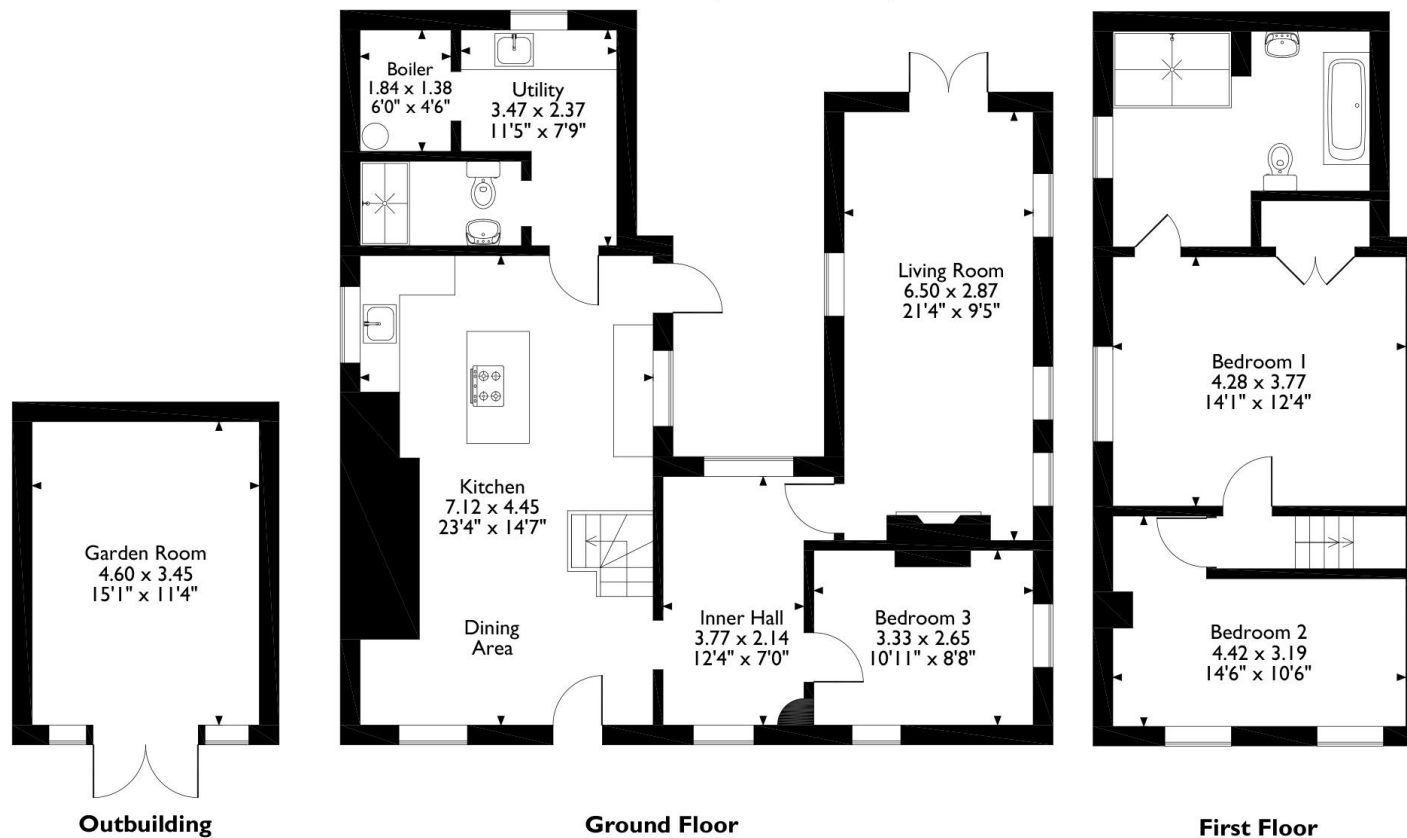 Boiler
1.84 x 1.38
6'0" x 4'6"
Utility
3.47 x 2.37
11'5" x 7'9"
Living Room
6.50 x 2.87
21'4" x 9'5"
Bedroom 1
4.28 x 3.77
14'1" x 12'4"
Kitchen
7.12 x 4.45
23'4" x 14'7"
Garden Room
4.60 x 3.45
15'1" x 11'4"
Dining
Area
Inner Hall
3.77 x 2.14
12'4" x 7'0"
Bedroom 3
3.33 x 2.65
10'11" x 8'8"
Bedroom 2
4.42 x 3.19
14'6" x 10'6"
Outbuilding
Ground Floor
First Floor